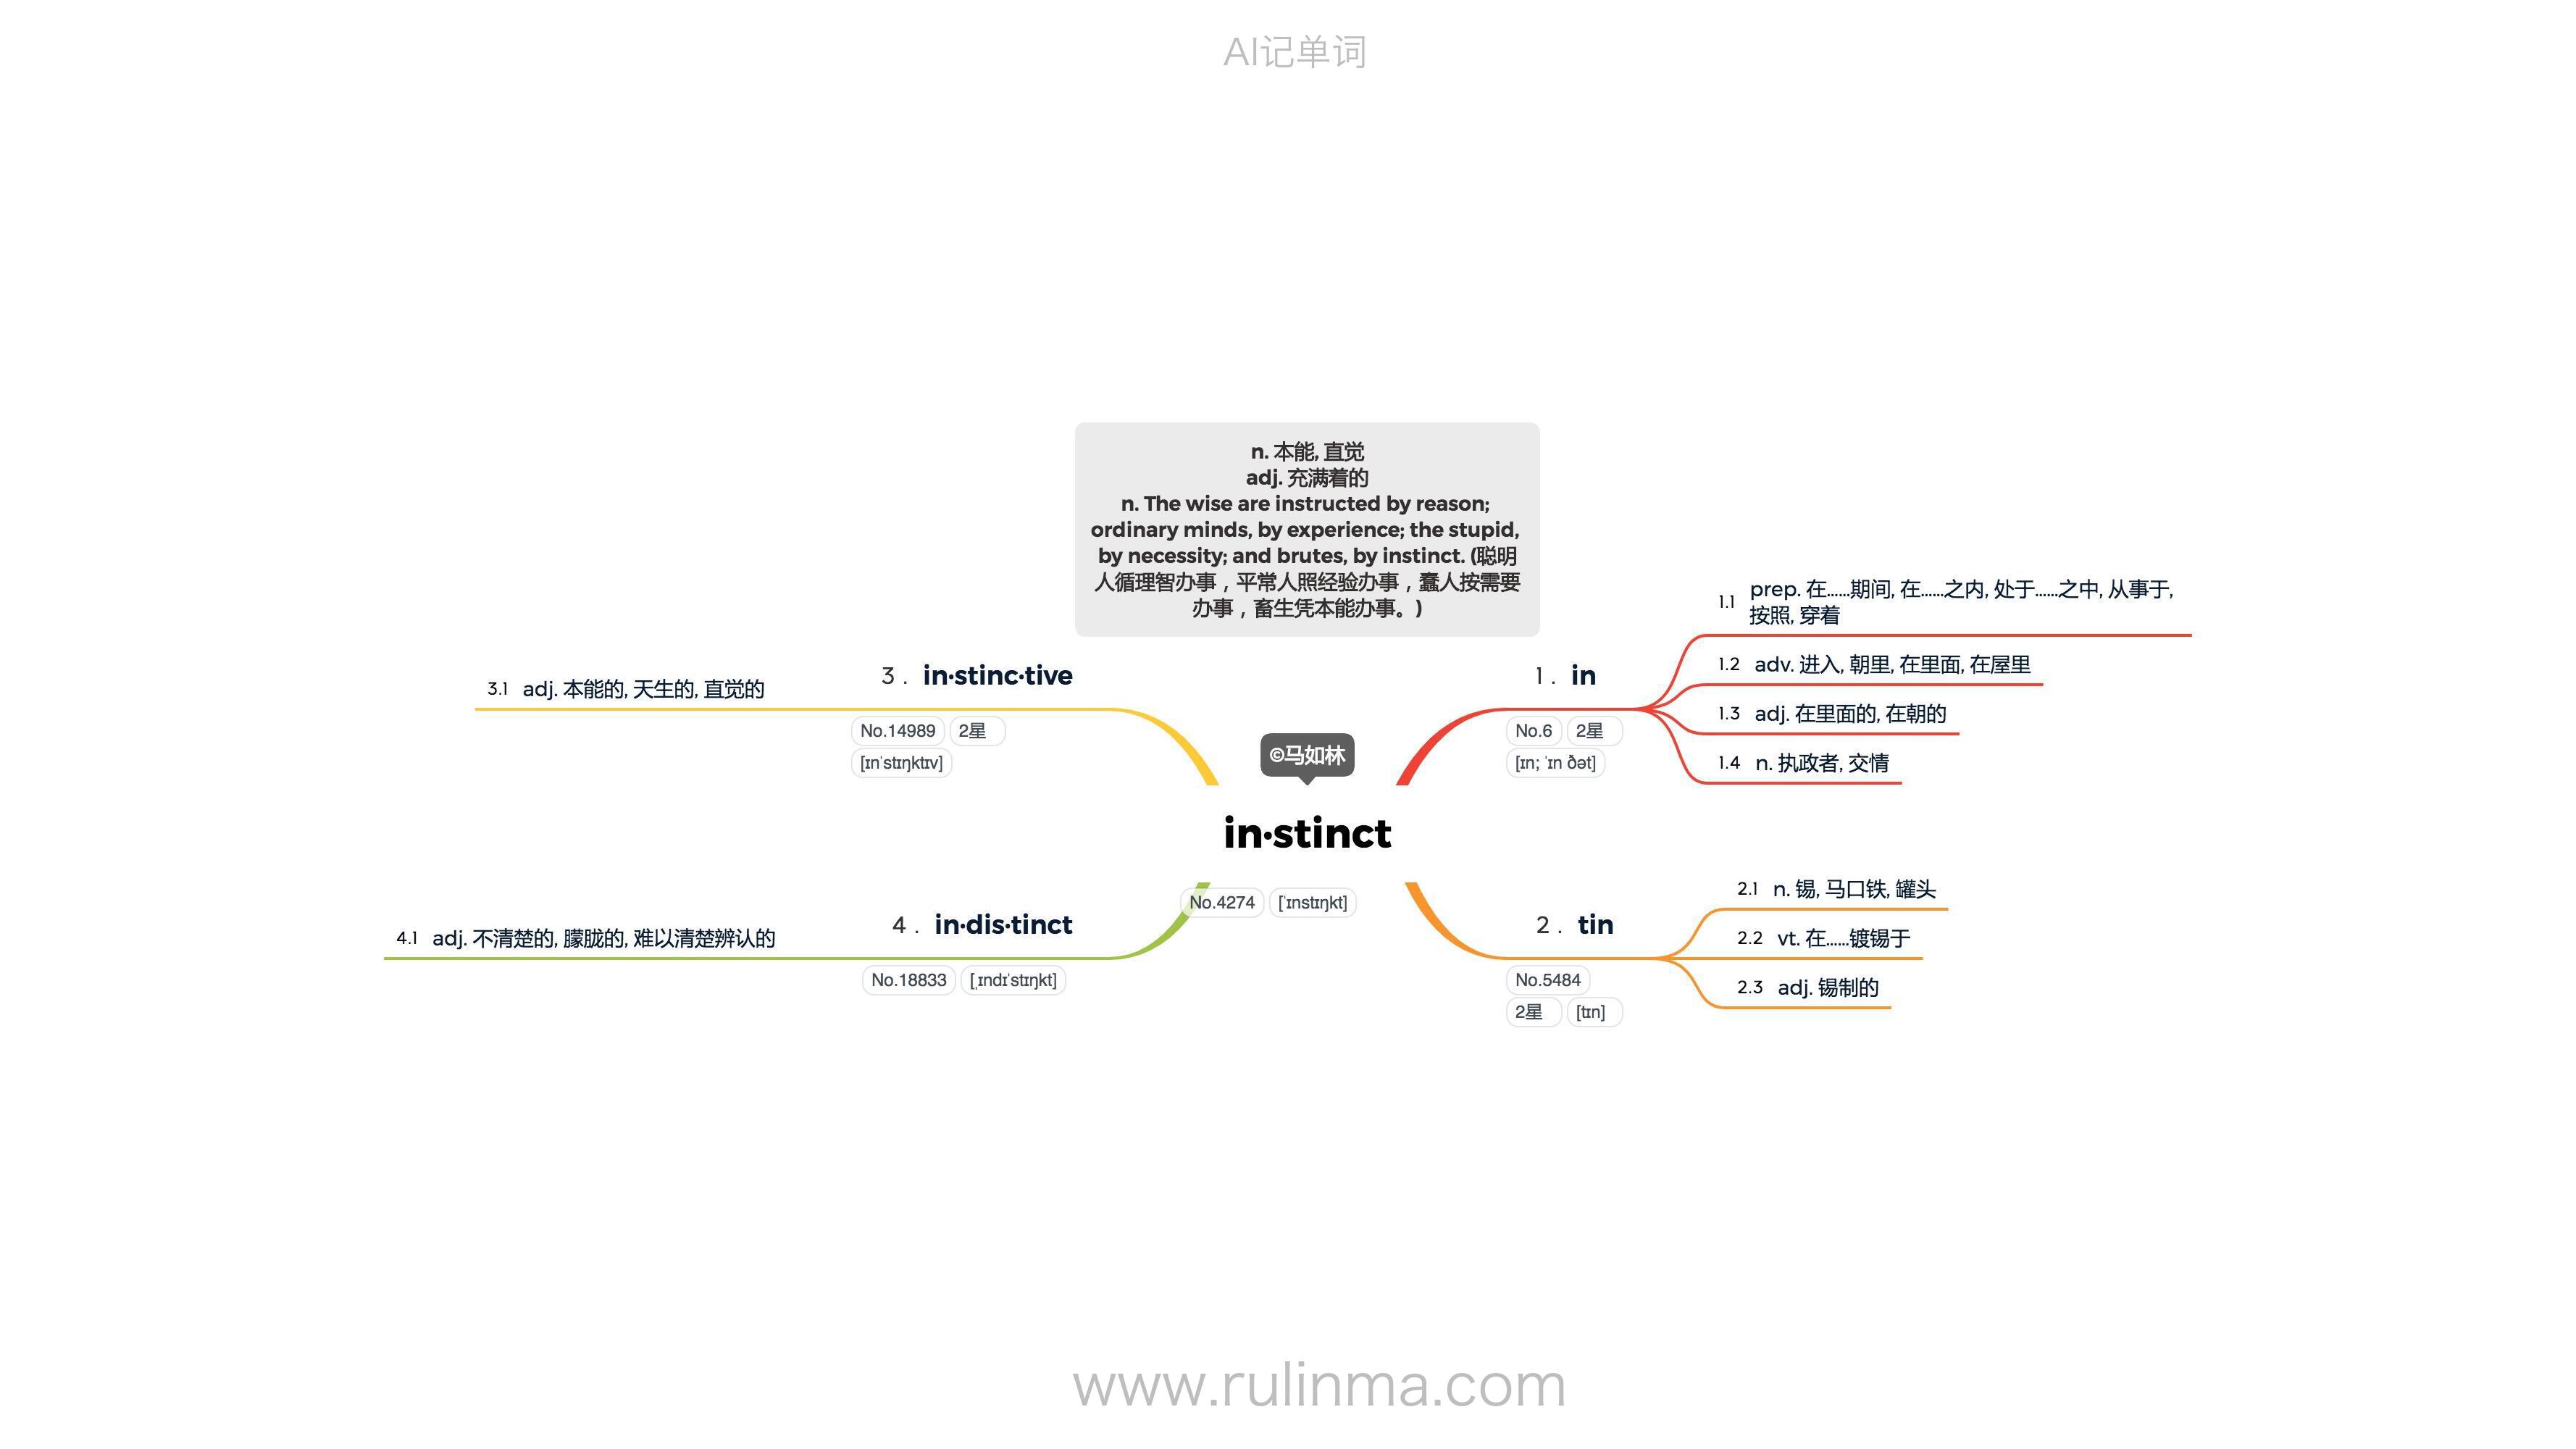 AI记单词
n. 本能, 直觉
adj. 充满着的
n. The wise are instructed by reason;
ordinary minds, by experience; the stupid,
by necessity; and brutes, by instinct. (聪明
人循理智办事，平常人照经验办事，蠢人按需要
办事，畜生凭本能办事。)
©马如林
in·stinct
No.4274 [ˈɪnstɪŋkt]
1 . in
No.6 2星
[ɪn; ˈɪn ðət]
1.1 prep. 在……期间, 在……之内, 处于……之中, 从事于,
按照, 穿着
1.2 adv. 进入, 朝里, 在里面, 在屋里
1.3 adj. 在里面的, 在朝的
1.4 n. 执政者, 交情
2 . tin
No.5484
2星 [tɪn]
2.1 n. 锡, 马口铁, 罐头
2.2 vt. 在……镀锡于
2.3 adj. 锡制的
3 . in·stinc·tive
No.14989 2星
[ɪnˈstɪŋktɪv]
3.1 adj. 本能的, 天生的, 直觉的
4 . in·dis·tinct
No.18833 [ˌɪndɪˈstɪŋkt]
4.1 adj. 不清楚的, 朦胧的, 难以清楚辨认的
www.rulinma.com